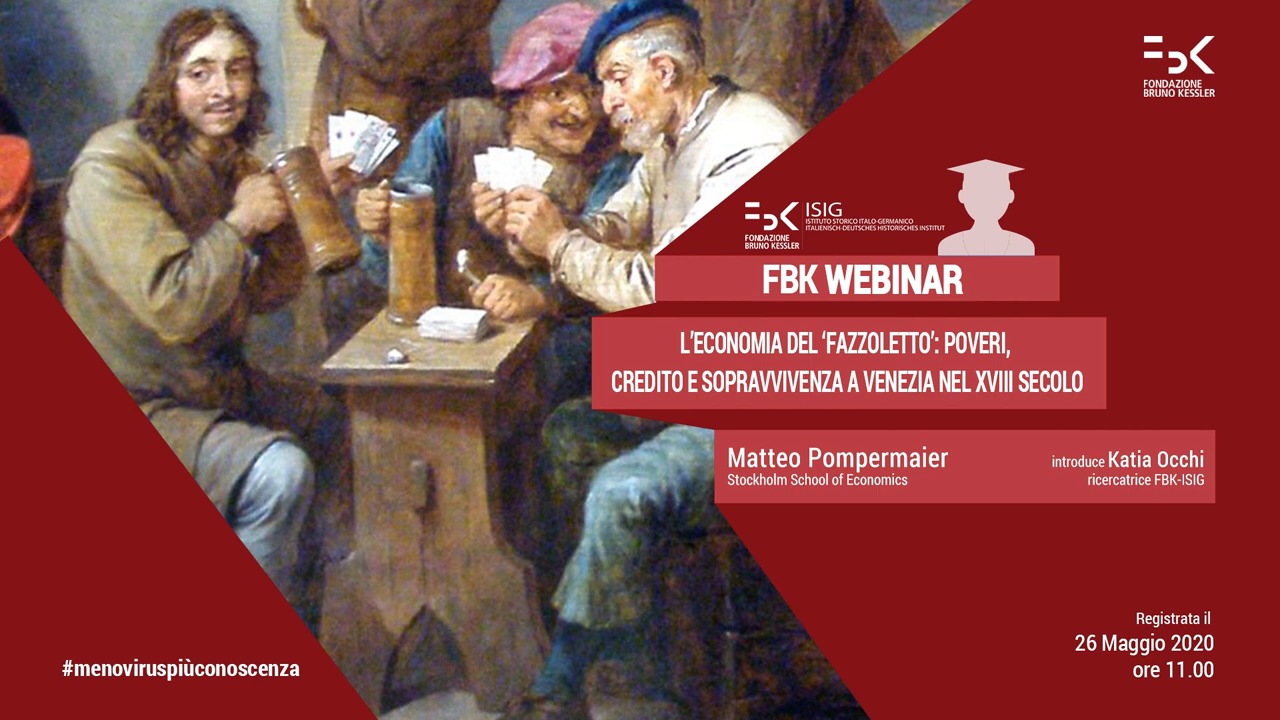 FBK
FONDAZIONE
BRUNO KESSLER
FBK
FONDAZIONE
BRUNO KESSLER
ISIG
ISTITUTO STORICO ITALO-GERMANICO
ITALIENISCH-DEUTSCHES HISTORISCHES INSTITUT
FBK WEBINAR
L'ECONOMIA DEL ‘FAZZOLETTO’: POVERI,
CREDITO E SOPRAVVIVENZA A VENEZIA NEL XVIII SECOLO
Matteo Pompermaier
Stockholm School of Economics
introduce Katia Occhi
ricercatrice FBK-ISIG
Registrata il
26 Maggio 2020
ore 11.00
#menoviruspiùconoscenza